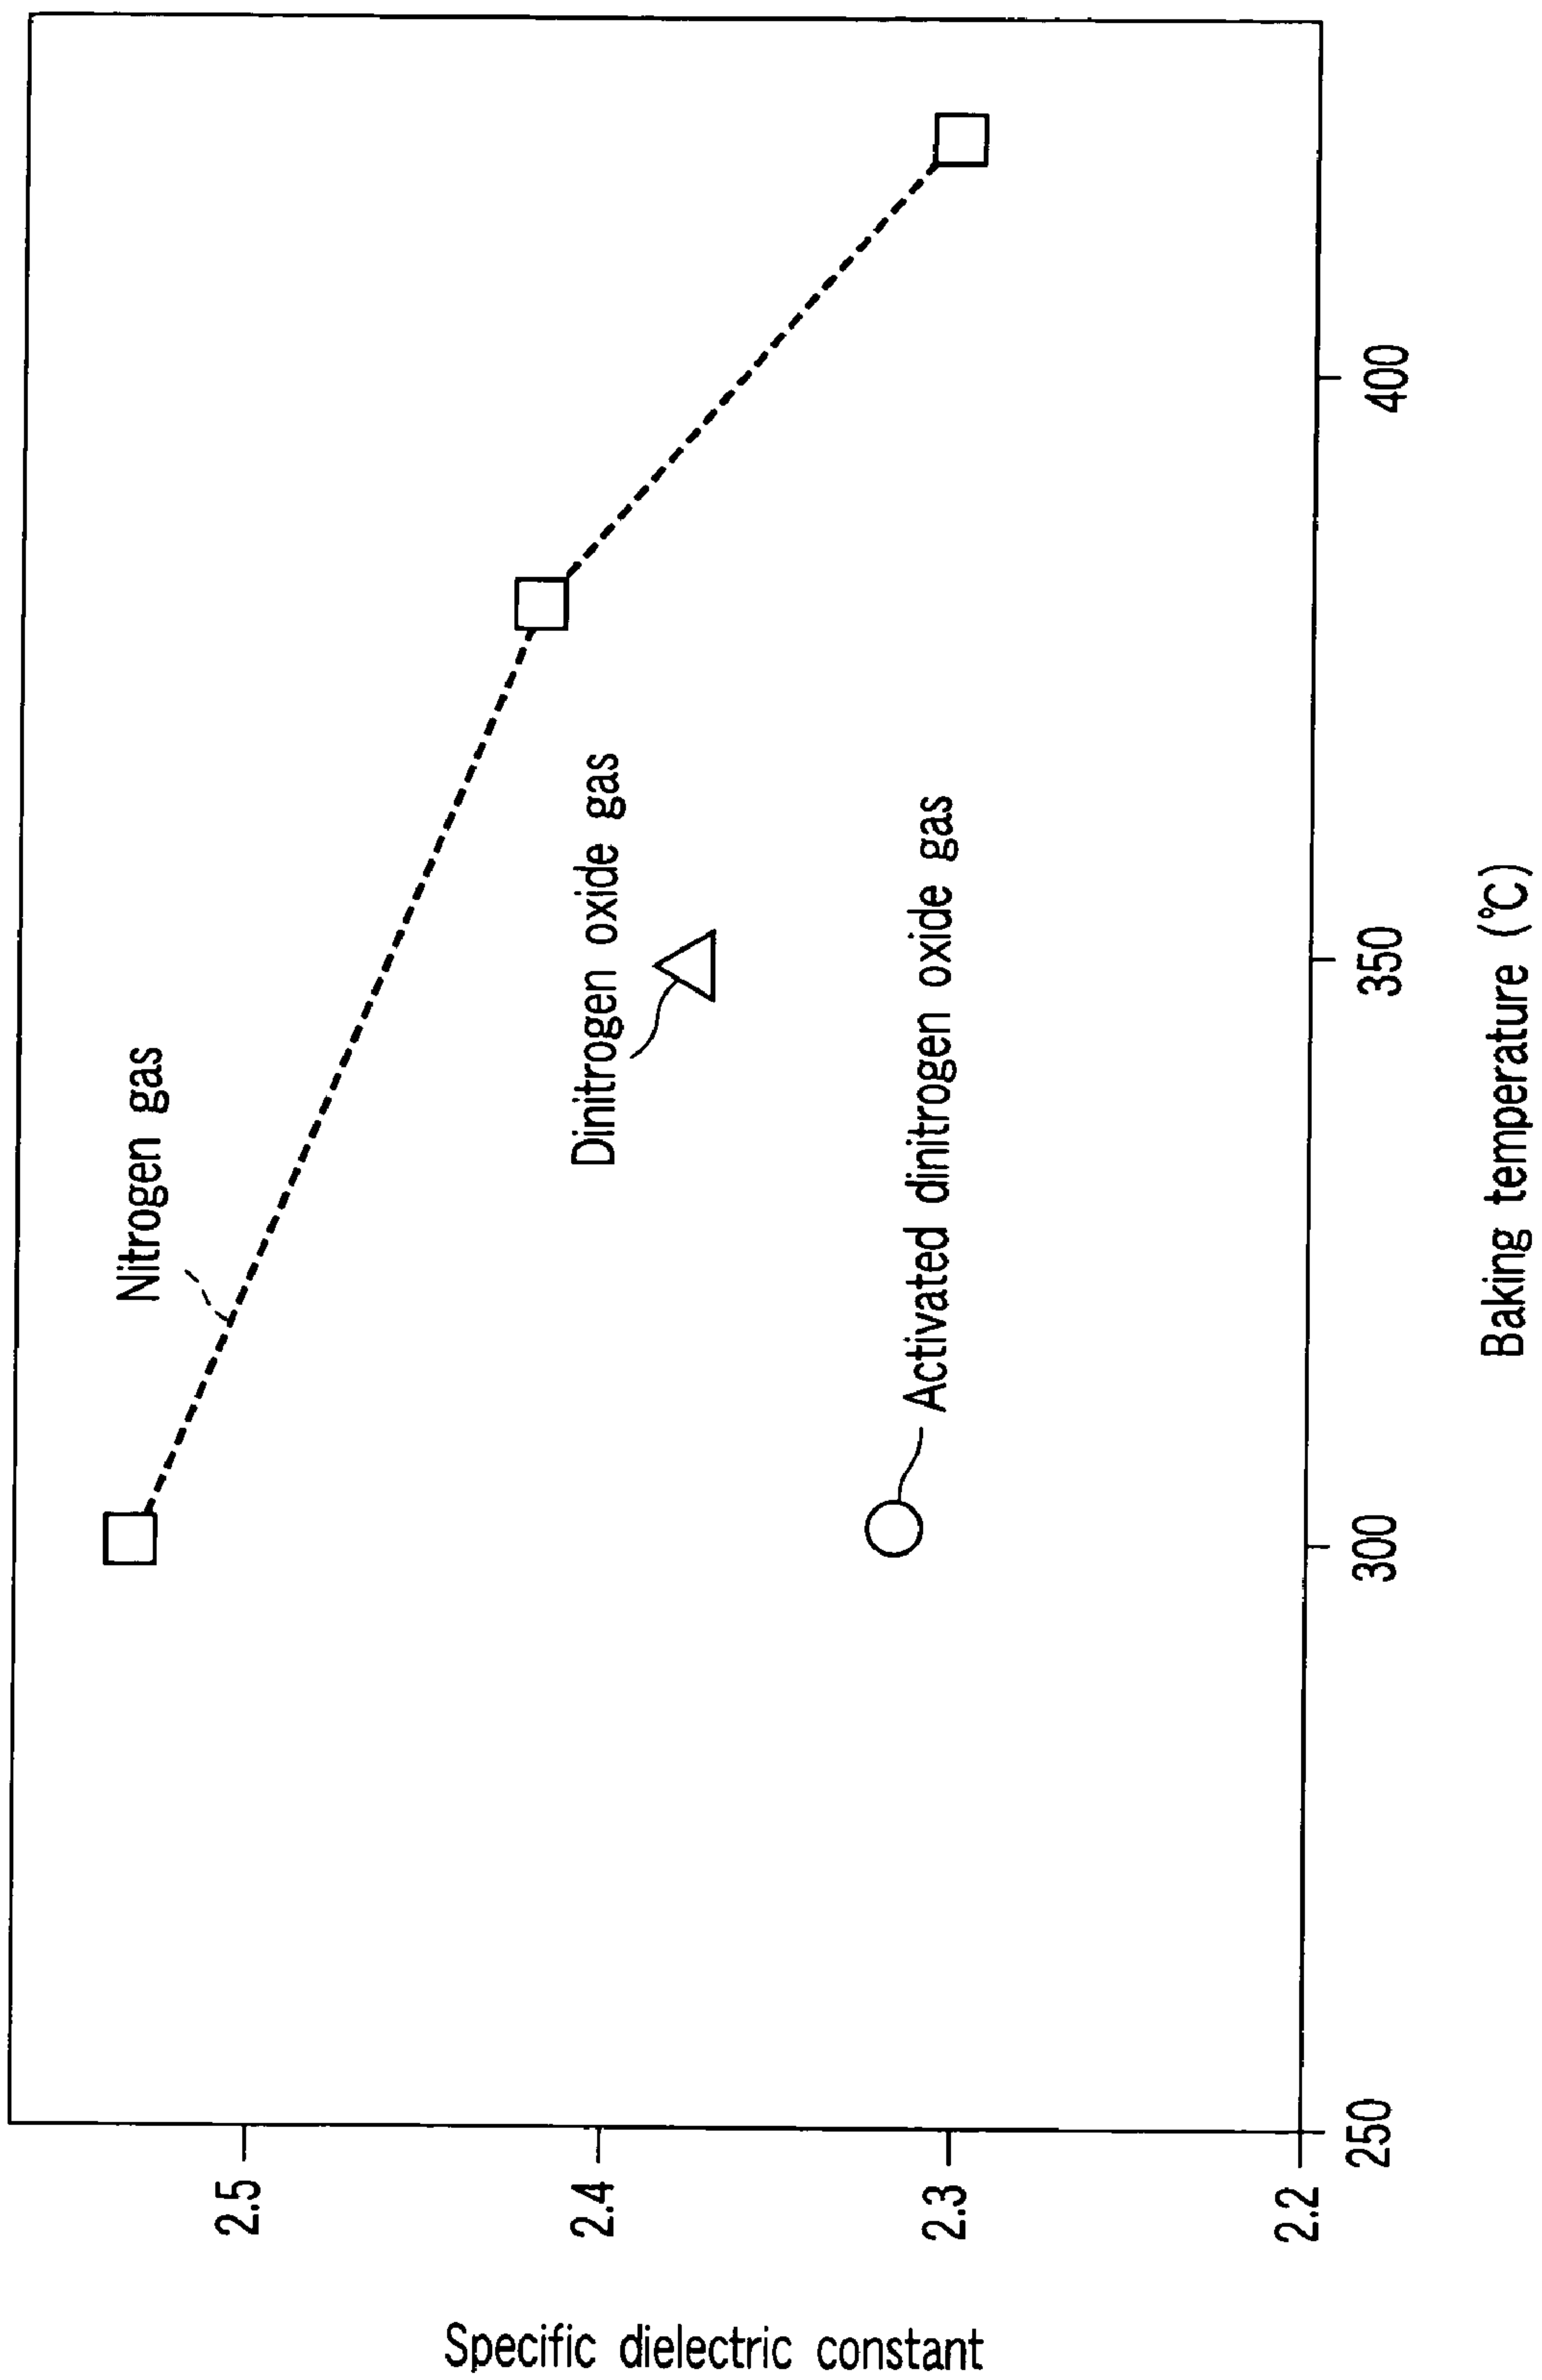 Specific dielectric constant
2.5
2.4
2.3
2.2
Nitrogen gas
Dinitrogen oxide gas
Activated dinitrogen oxide gas
250
300
350
400
Baking temperature (°C)